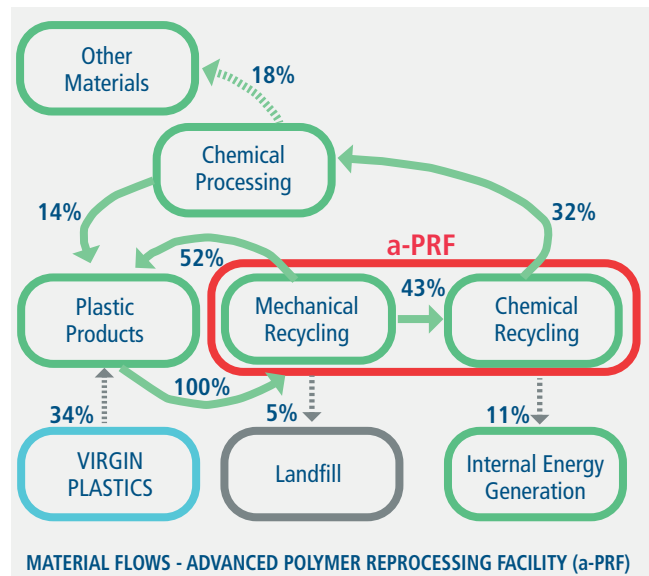 Other
Materials
18%
Chemical
Processing
14%
32%
a-PRF
52%
Plastic
Products
Mechanical
Recycling
43%
Chemical
Recycling
100%
34%
5%
11%
VIRGIN
PLASTICS
Landfill
Internal Energy
Generation
MATERIAL FLOWS - ADVANCED POLYMER REPROCESSING FACILITY (a-PRF)